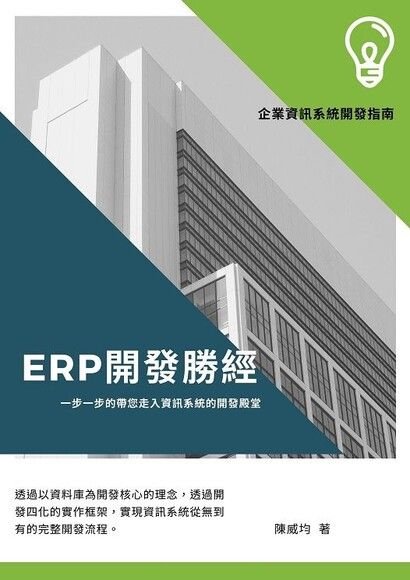 企業資訊系統開發指南
ERP開發勝經
一步一步的帶您走入資訊系統的開發殿堂
透過以資料庫為開發核心的理念，透過開
發四化的實作框架，實現資訊系統從無到
有的完整開發流程。
陳威均 著